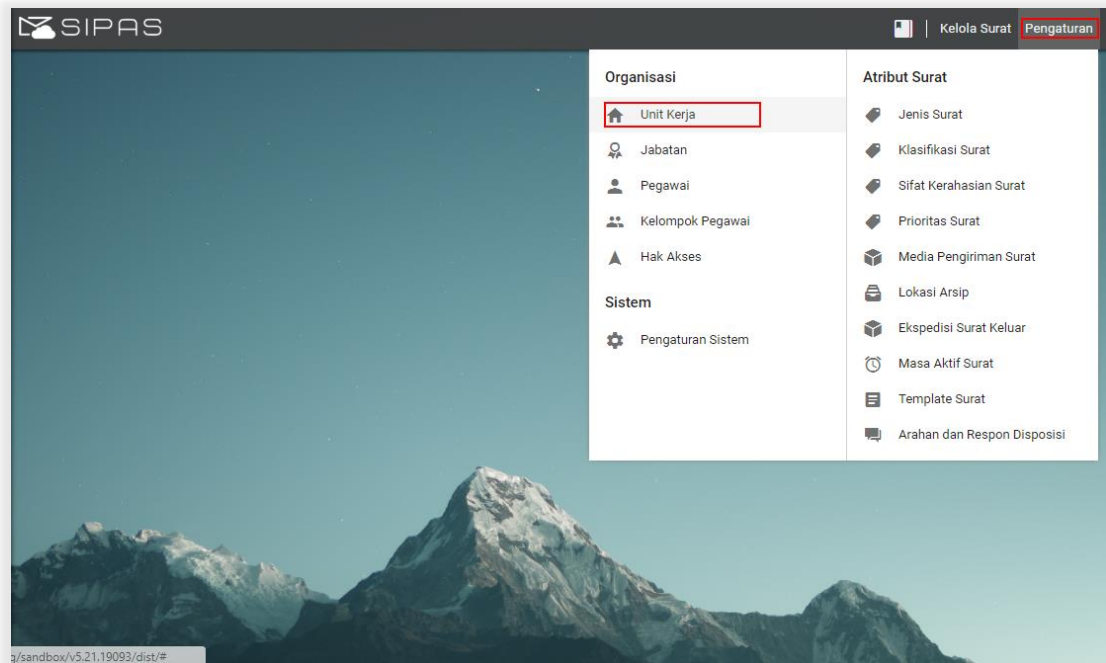 SIPAS
Kelola Surat
Pengaturan
Organisasi
Unit Kerja
Jabatan
Pegawai
Kelompok Pegawai
Hak Akses
Sistem
Pengaturan Sistem
Atribut Surat
Jenis Surat
Klasifikasi Surat
Sifat Kerahasian Surat
Prioritas Surat
Media Pengiriman Surat
Lokasi Arsip
Ekspedisi Surat Keluar
Masa Aktif Surat
Template Surat
Arahan dan Respon Disposisi
/sandbox/v5.21.19093/dist/#